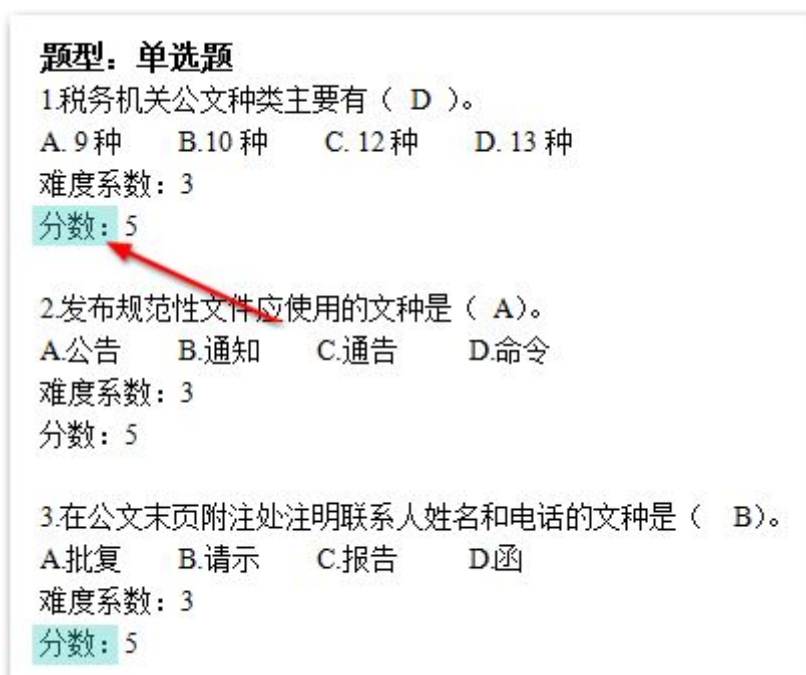 题型：单选题
1.税务机关公文种类主要有（ D ）。
A. 9种 B.10种 C. 12种 D. 13种
难度系数：3
分数：5
2.发布规范性文件应使用的文种是（ A）。
A.公告 B.通知 C.通告 D.命令
难度系数：3
分数：5
3.在公文末页附注处注明联系人姓名和电话的文种是（ B）。
A.批复 B.请示 C.报告 D.函
难度系数：3
分数：5